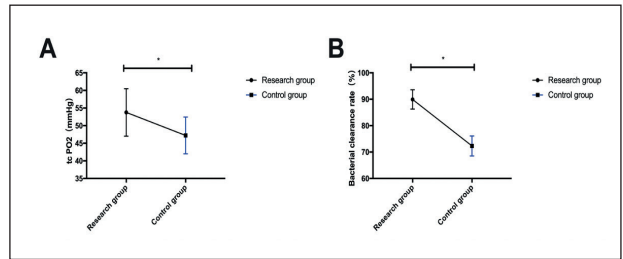 A
*
tc PO2 (mmHg)
65
60
55
50
45
40
35
Research group
Control group
Research group
Control group
B
*
Bacterial clearance rate (%)
100
90
80
70
60
Research group
Control group
Research group
Control group